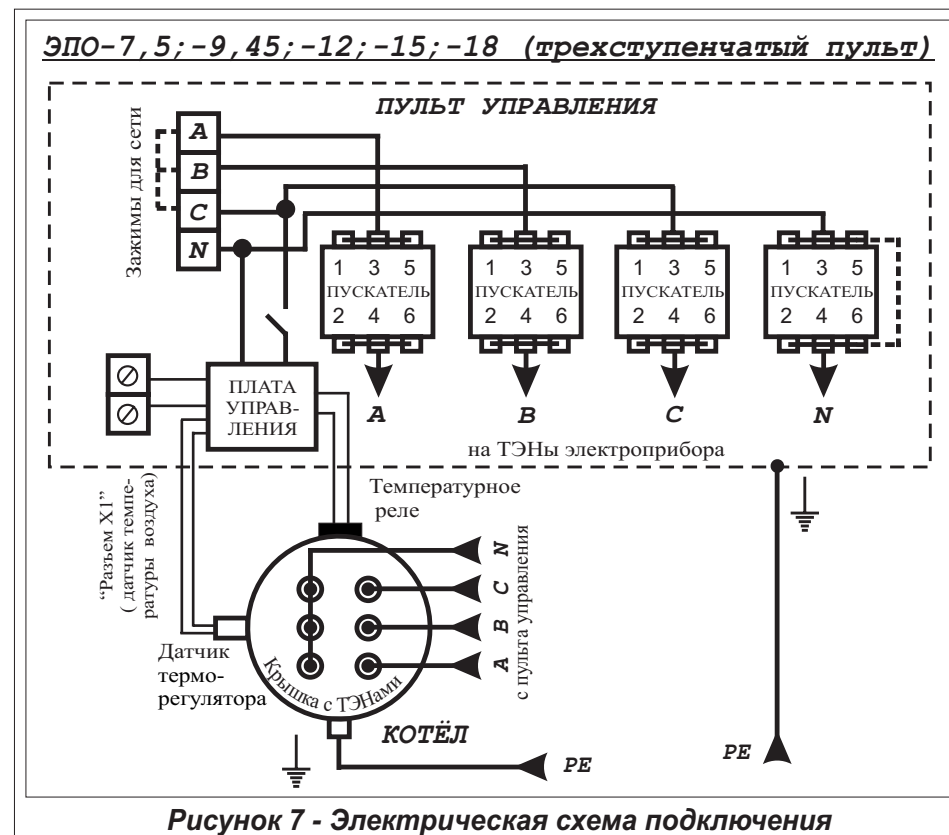 ЭПО-7,5;-9,45;-12;-15;-18 (трехступенчатый пульт)
ПУЛЬТ УПРАВЛЕНИЯ
Зажимы для сети
A
B
C
N
1 3 5
ПУСКАТЕЛЬ
2 4 6
1 3 5
ПУСКАТЕЛЬ
2 4 6
1 3 5
ПУСКАТЕЛЬ
2 4 6
1 3 5
ПУСКАТЕЛЬ
2 4 6
A
B
C
N
на ТЭНы электроприбора
ПЛАТА
УПРАВ-
ЛЕНИЯ
“Разъем X1”
( датчик темпе-
ратуры воздуха)
Температурное
реле
N
C
B
A
с пульта управления
Датчик
термо-
регулятора
Крышка с ТЭНами
КОТЁЛ
PE
PE
Рисунок 7 - Электрическая схема подключения